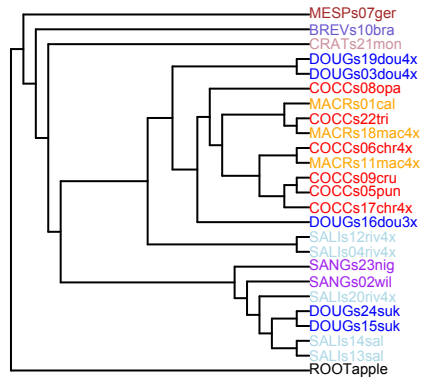 MESPs07ger
BREVs10bra
CRATs21mon
DOUGs19dou4x
DOUGs03dou4x
COCCs08opa
MACRs01cal
COCCs22tri
MACRs18mac4x
COCCs06chr4x
MACRs11mac4x
COCCs09cru
COCCs05pun
COCCs17chr4x
DOUGs16dou3x
SALIs12riv4x
SALIs04riv4x
SANGs23nig
SANGs02wil
SALIs20riv4x
DOUGs24suk
DOUGs15suk
SALIs14sal
SALIs13sal
ROOTapple